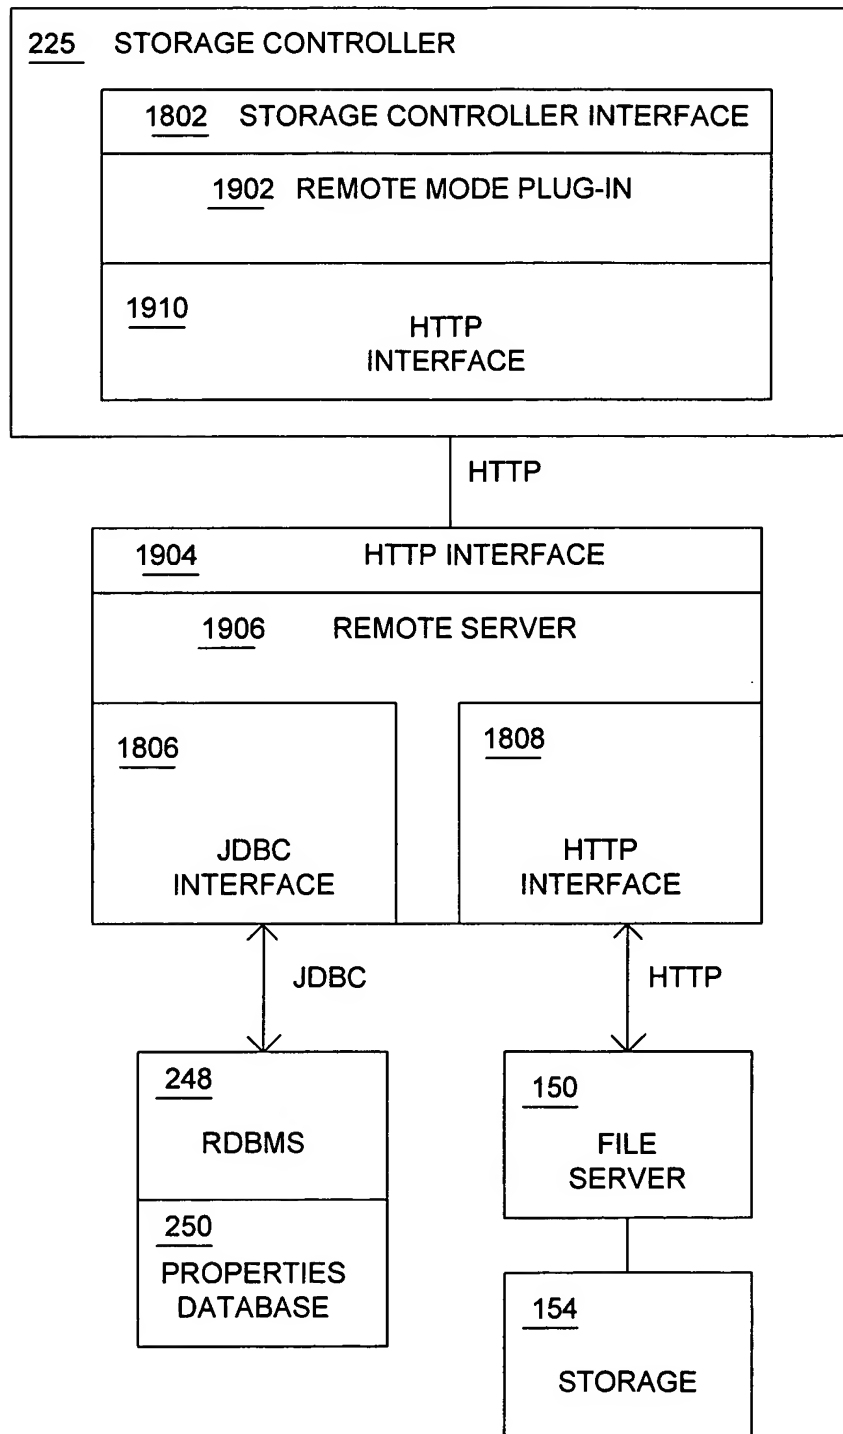 225 STORAGE CONTROLLER
1802 STORAGE CONTROLLER INTERFACE
1902 REMOTE MODE PLUG-IN
1910
HTTP
INTERFACE
HTTP
1904 HTTP INTERFACE
1906 REMOTE SERVER
1806
JDBC
INTERFACE
1808
HTTP
INTERFACE
JDBC
HTTP
248
RDBMS
250
PROPERTIES
DATABASE
150
FILE
SERVER
154
STORAGE